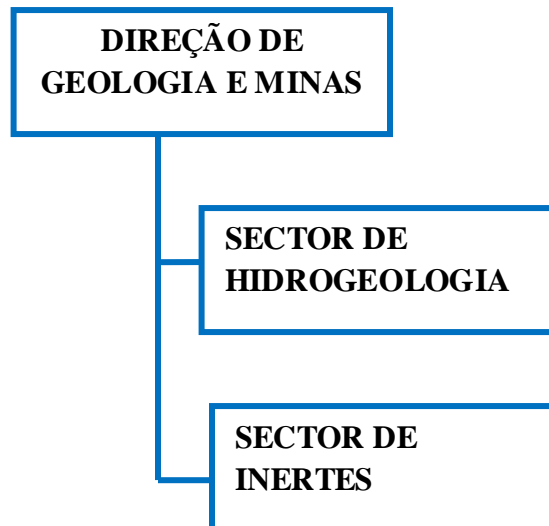 DIREÇÃO DE
GEOLOGIA E MINAS
SECTOR DE
HIDROGEOLOGIA
SECTOR DE
INERTES